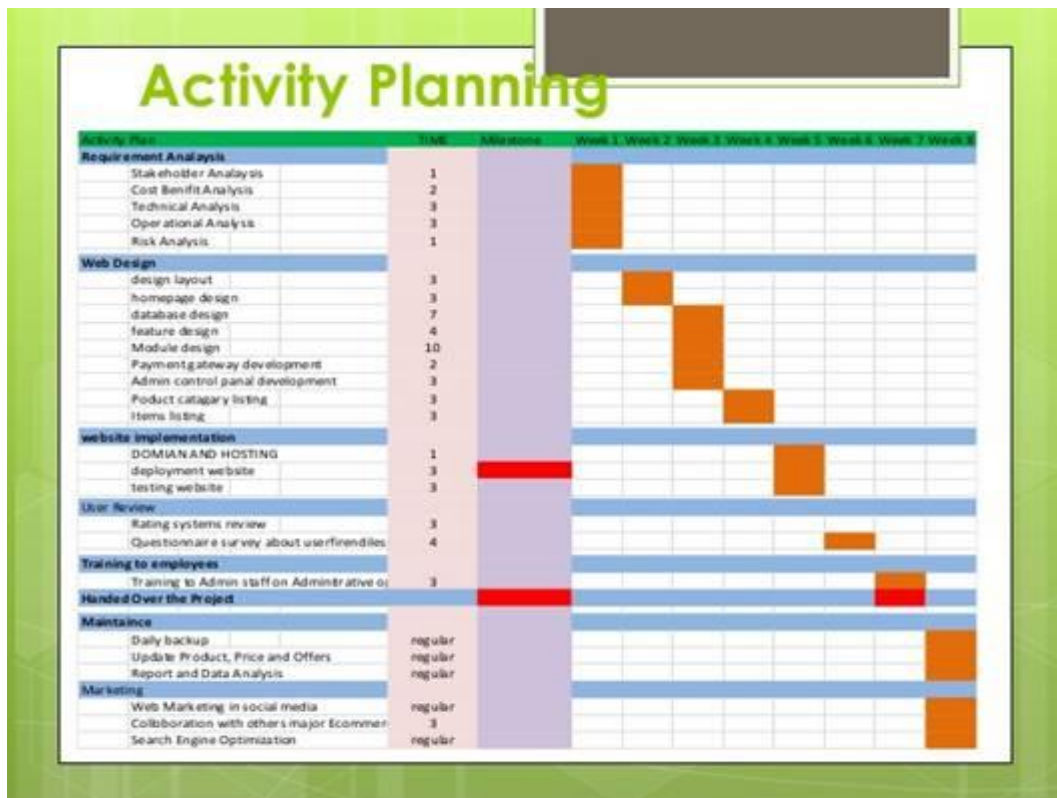 Activity Planning
Activity Plan TIME Milestone Week 1 Week 2 Week 3 Week 4 Week 5 Week 6 Week 7 Week 8
Requirement Analaysis
Stakeholder Analaysis 1
Cost Benifit Analysis 2
Technical Analysis 3
Operational Analysis 3
Risk Analysis 1
Web Design
design layout 3
homepage design 3
database design 7
feature design 4
Module design 10
Payment gateway development 2
Admin control panal development 3
Poduct catagary listing 3
Items listing 3
website implementation
DOMIAN AND HOSTING 1
deployment website 3
testing website 3
User Review
Rating systems review 3
Questionnaire survey about userfirendiles 4
Training to employees
Training to Admin staff on Admintrative 3
Handed Over the Project
Maintaince
Daily backup regular
Update Product, Price and Offers regular
Report and Data Analysis regular
Marketing
Web Marketing in social media regular
Collboboration with others major Ecommer 3
Search Engine Optimization regular